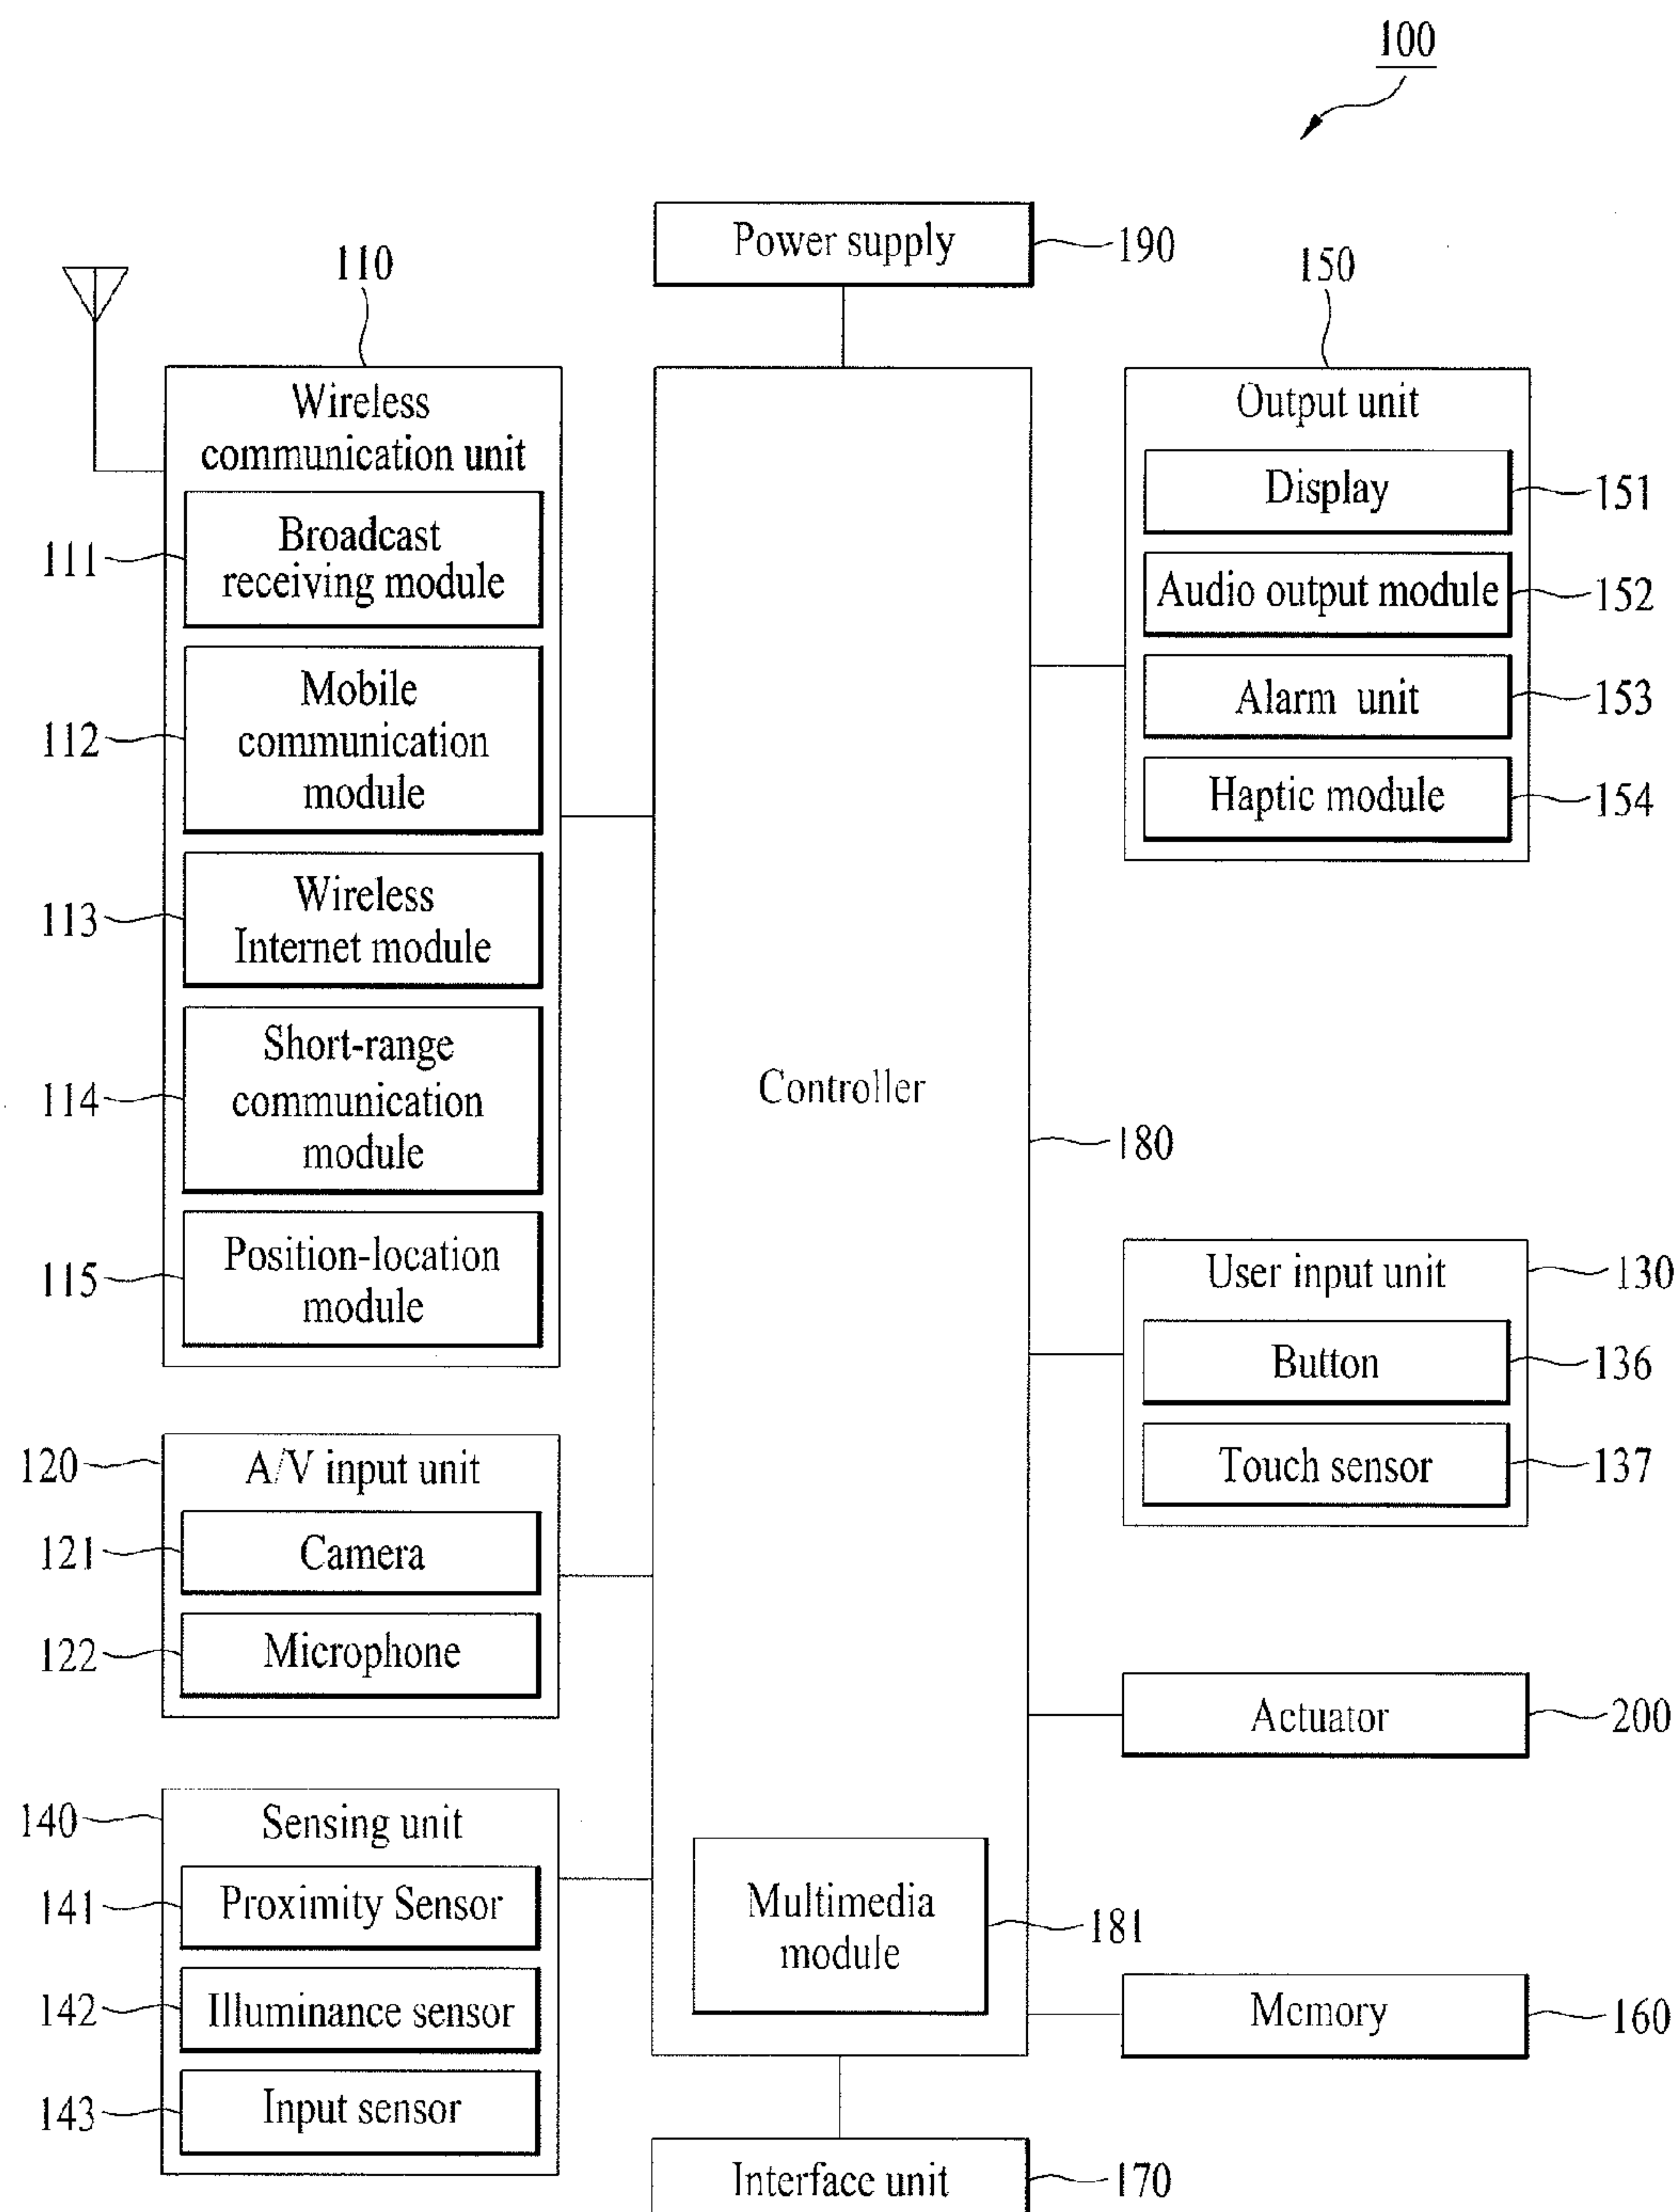 100
Power supply
190
110
150
Wireless
communication unit
Broadcast
receiving module
111
Mobile
communication
module
112
Wireless
Internet module
113
Short-range
communication
module
114
Position-location
module
115
Output unit
Display
151
Audio output module
152
Alarm unit
153
Haptic module
154
Controller
180
User input unit
130
Button
136
Touch sensor
137
120
A/V input unit
121
Camera
122
Microphone
Actuator
200
140
Sensing unit
141
Proximity Sensor
142
Illuminance sensor
143
Input sensor
Multimedia
module
181
Memory
160
Interface unit
170